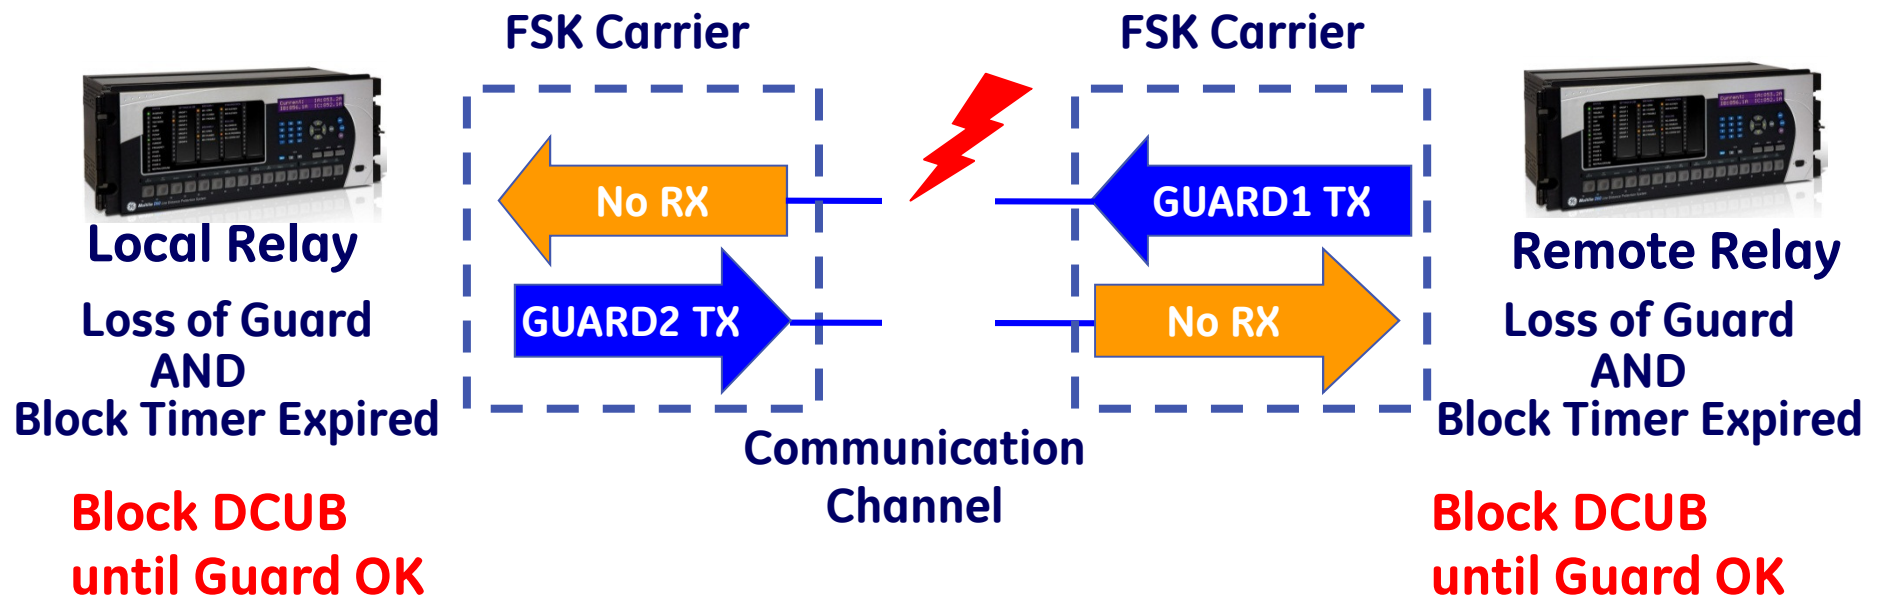 FSK Carrier
FSK Carrier
No RX
GUARD1 TX
Local Relay
Remote Relay
GUARD2 TX
No RX
Loss of Guard
AND
Block Timer Expired
Loss of Guard
AND
Block Timer Expired
Communication
Channel
Block DCUB
until Guard OK
Block DCUB
until Guard OK